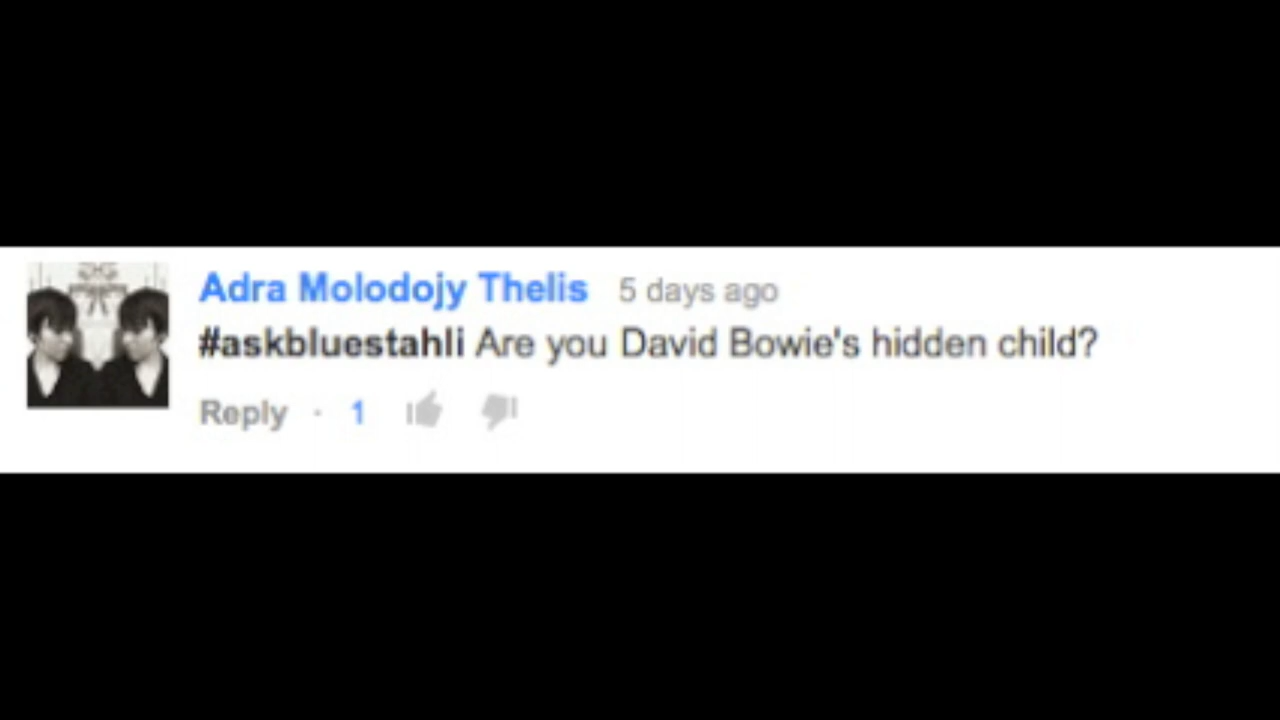 Adra Molodojy Thelis 5 days ago
#askbluestahli Are you David Bowie's hidden child?
Reply · 1